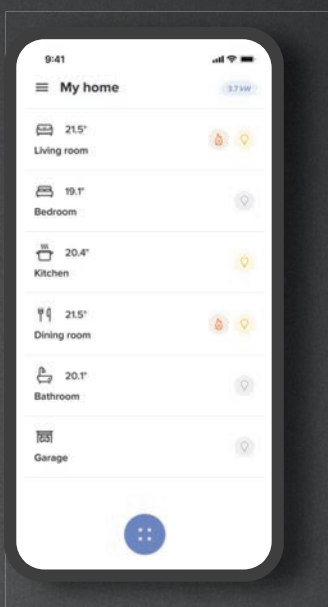 9:41
My home
3.7 kW
21.5°
Living room
19.1°
Bedroom
20.4°
Kitchen
21.5°
Dining room
20.1°
Bathroom
Garage